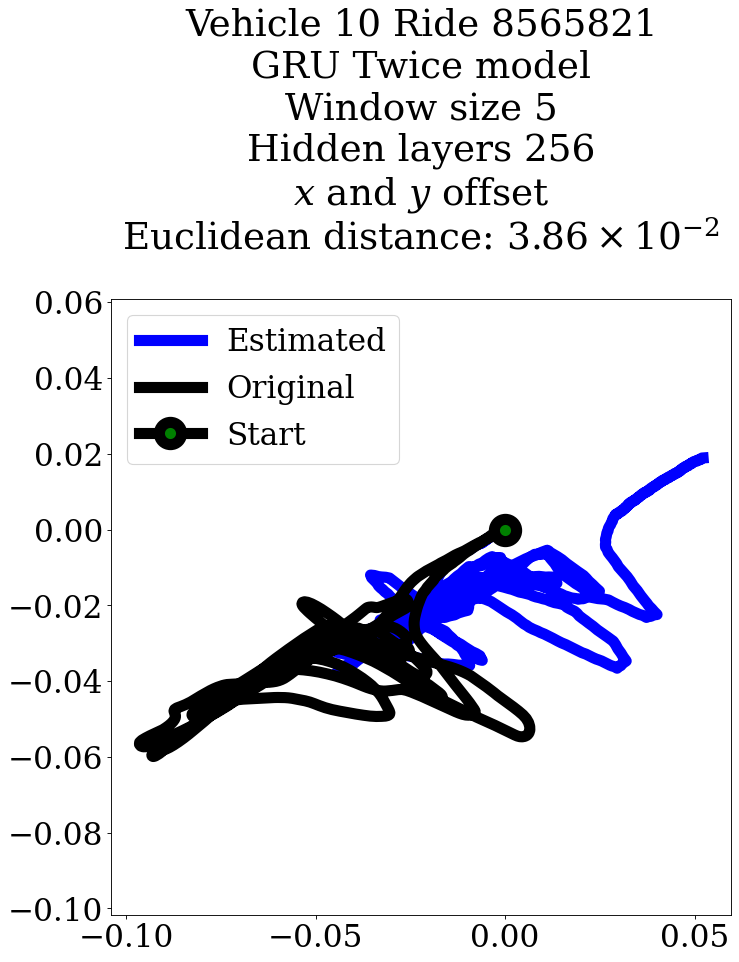 Vehicle 10 Ride 8565821
GRU Twice model
Window size 5
Hidden layers 256
x and y offset
Euclidean distance: 3.86 × 10⁻²
0.06
Estimated
0.04
Original
0.02
Start
0.00
−0.02
−0.04
−0.06
−0.08
−0.10
−0.10 −0.05 0.00 0.05